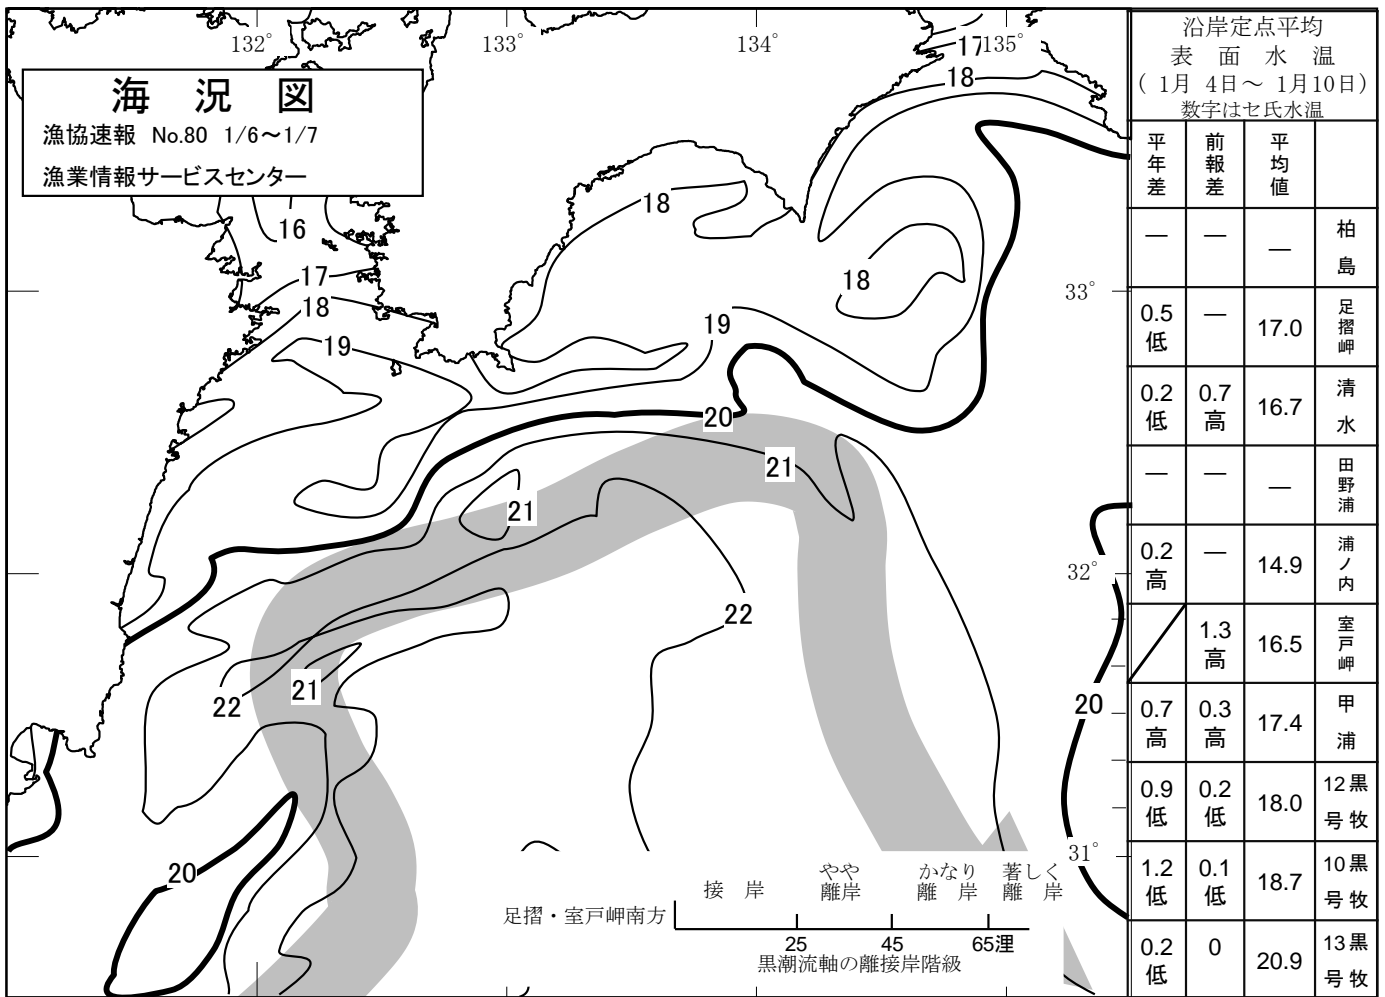 海 況 図
漁協速報 No.80 1/6～1/7
漁業情報サービスセンター
132°
133°
134°
135°
17
18
16
17
18
19
18
18
19
20
21
21
22
21
22
20
20
33°
32°
31°
接 岸
やや
離岸
かなり
離 岸
著しく
離 岸
足摺・室戸岬南方
25
45
65浬
黒潮流軸の離接岸階級
沿岸定点平均
表 面 水 温
( 1月 4日～ 1月10日)
数字はセ氏水温
平年差 前報差 平均値
— — — 柏島
0.5低 — 17.0 足摺岬
0.2低 0.7高 16.7 清水
— — — 田野浦
0.2高 — 14.9 浦ノ内
1.3高 16.5 室戸岬
0.7高 0.3高 17.4 甲浦
0.9低 0.2低 18.0 黒牧12号
1.2低 0.1低 18.7 黒牧10号
0.2低 0 20.9 黒牧13号